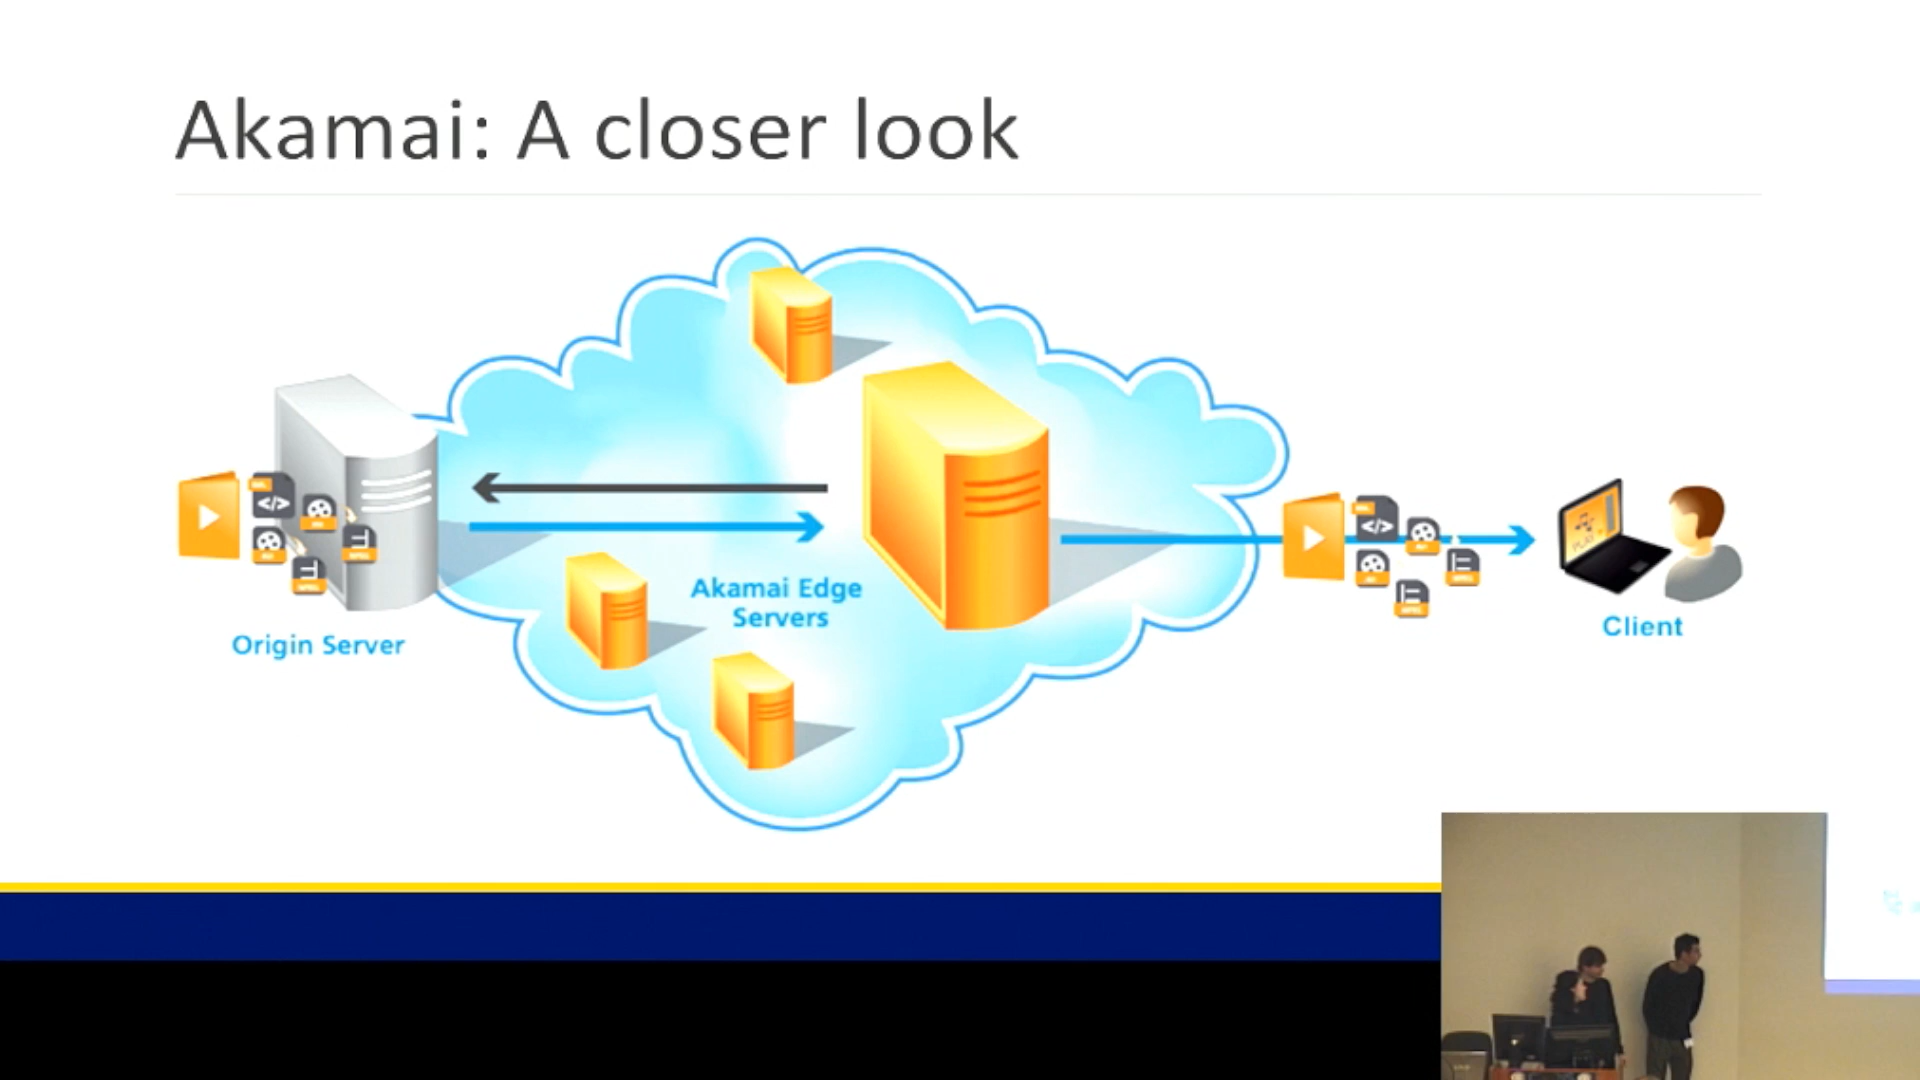 Akamai: A closer look
Akamai Edge
Servers
Origin Server
Client